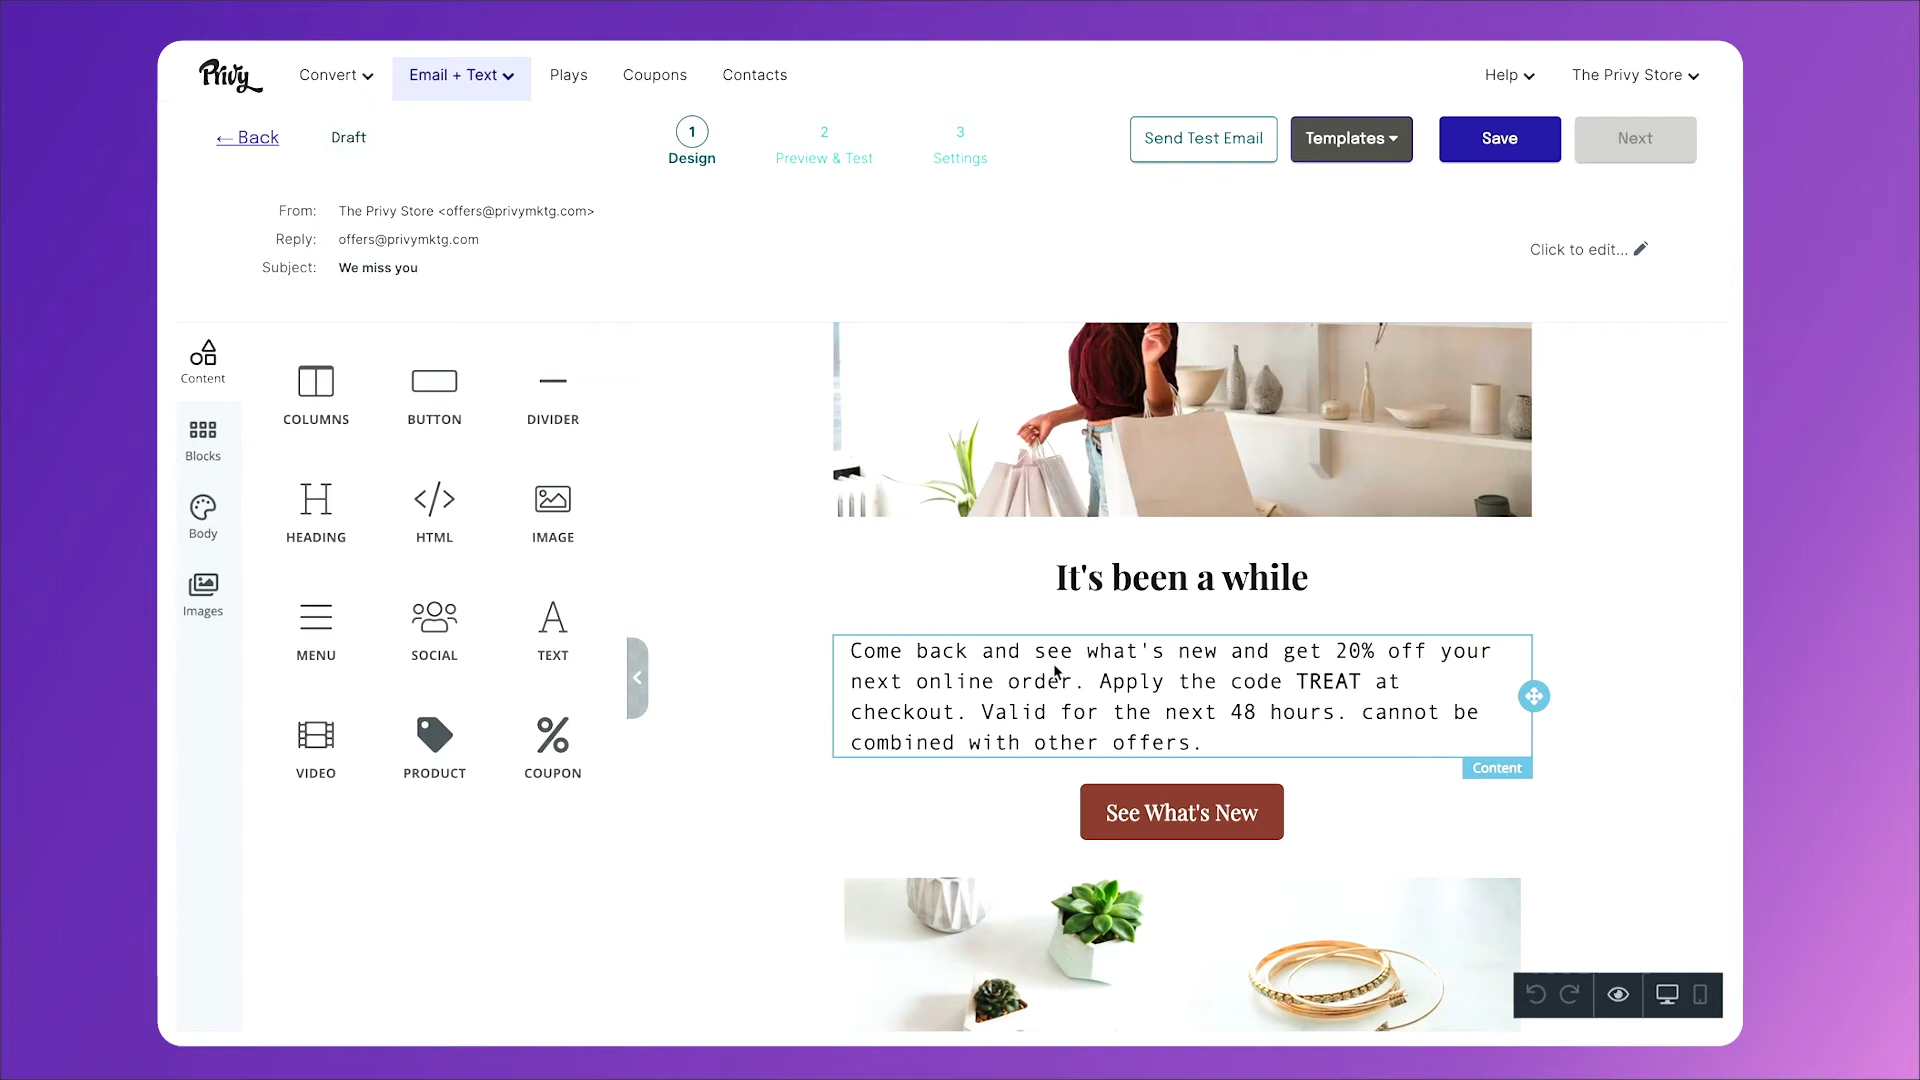 Privy
Convert
Email + Text
Plays
Coupons
Contacts
Help
The Privy Store
← Back
Draft
1
Design
2
Preview & Test
3
Settings
Send Test Email
Templates
Save
Next
From: The Privy Store <offers@privymktg.com>
Reply: offers@privymktg.com
Subject: We miss you
Click to edit...
Content
Blocks
Body
Images
COLUMNS
BUTTON
DIVIDER
HEADING
HTML
IMAGE
MENU
SOCIAL
TEXT
VIDEO
PRODUCT
COUPON
It's been a while
Come back and see what's new and get 20% off your
next online order. Apply the code TREAT at
checkout. Valid for the next 48 hours. cannot be
combined with other offers.
Content
See What's New